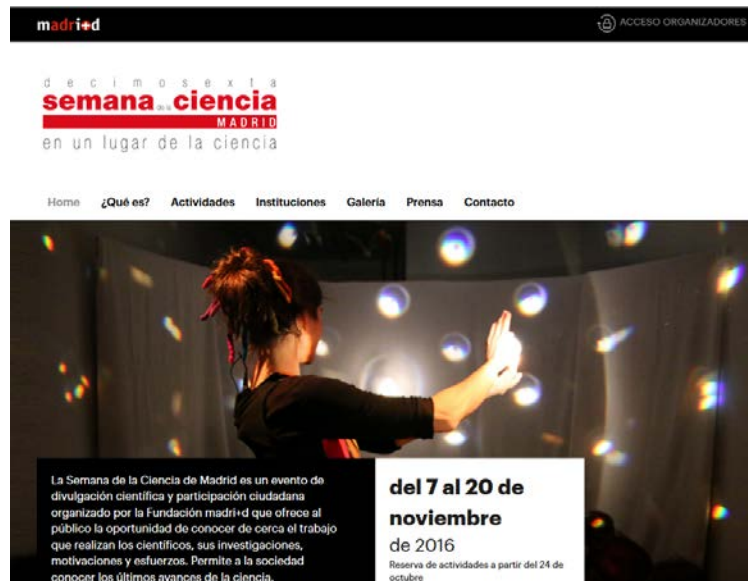 madri+d
ACCESO ORGANIZADORES
decimosexta
semana de la ciencia
MADRID
en un lugar de la ciencia
Home ¿Qué es? Actividades Instituciones Galería Prensa Contacto
La Semana de la Ciencia de Madrid es un evento de
divulgación científica y participación ciudadana
organizado por la Fundación madri+d que ofrece al
público la oportunidad de conocer de cerca el trabajo
que realizan los científicos, sus investigaciones,
motivaciones y esfuerzos. Permite a la sociedad
conocer los últimos avances de la ciencia,
del 7 al 20 de
noviembre
de 2016
Reserva de actividades a partir del 24 de
octubre